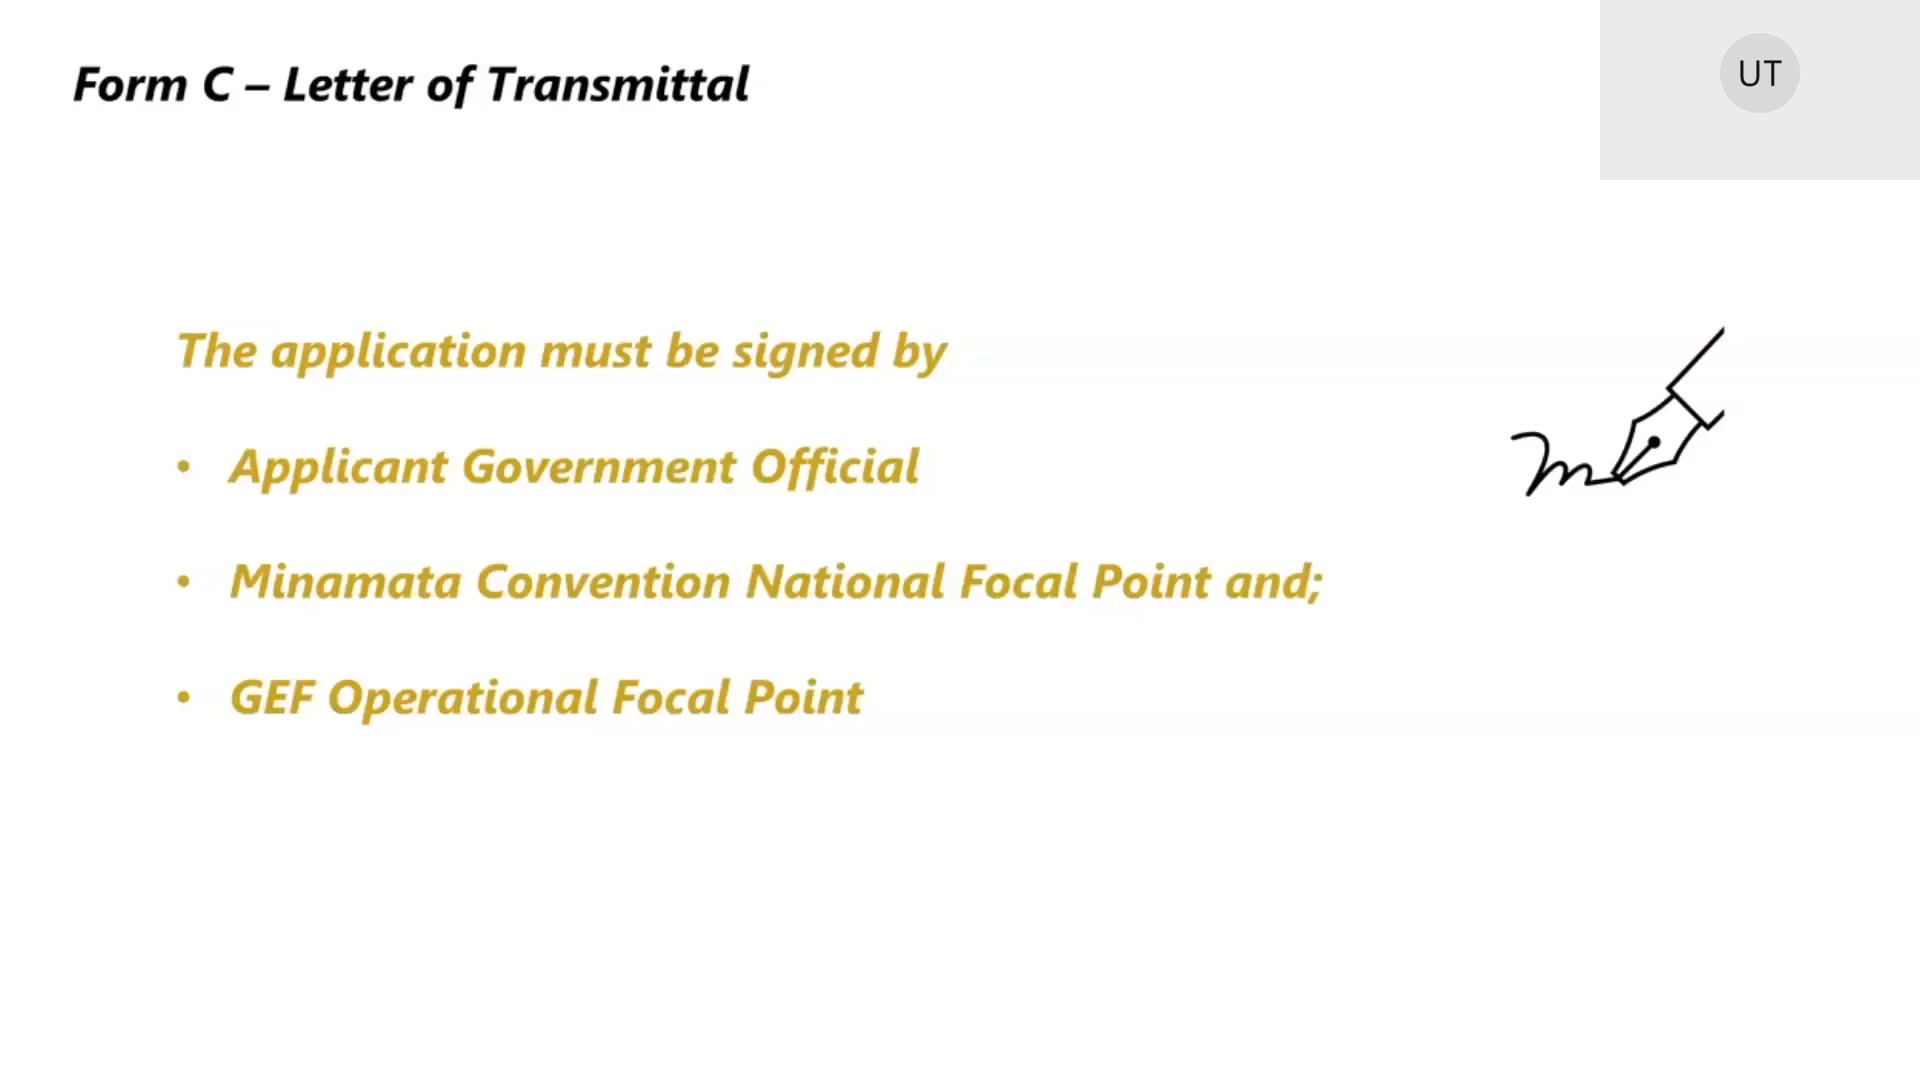 Form C – Letter of Transmittal
UT
The application must be signed by
• Applicant Government Official
• Minamata Convention National Focal Point and;
• GEF Operational Focal Point